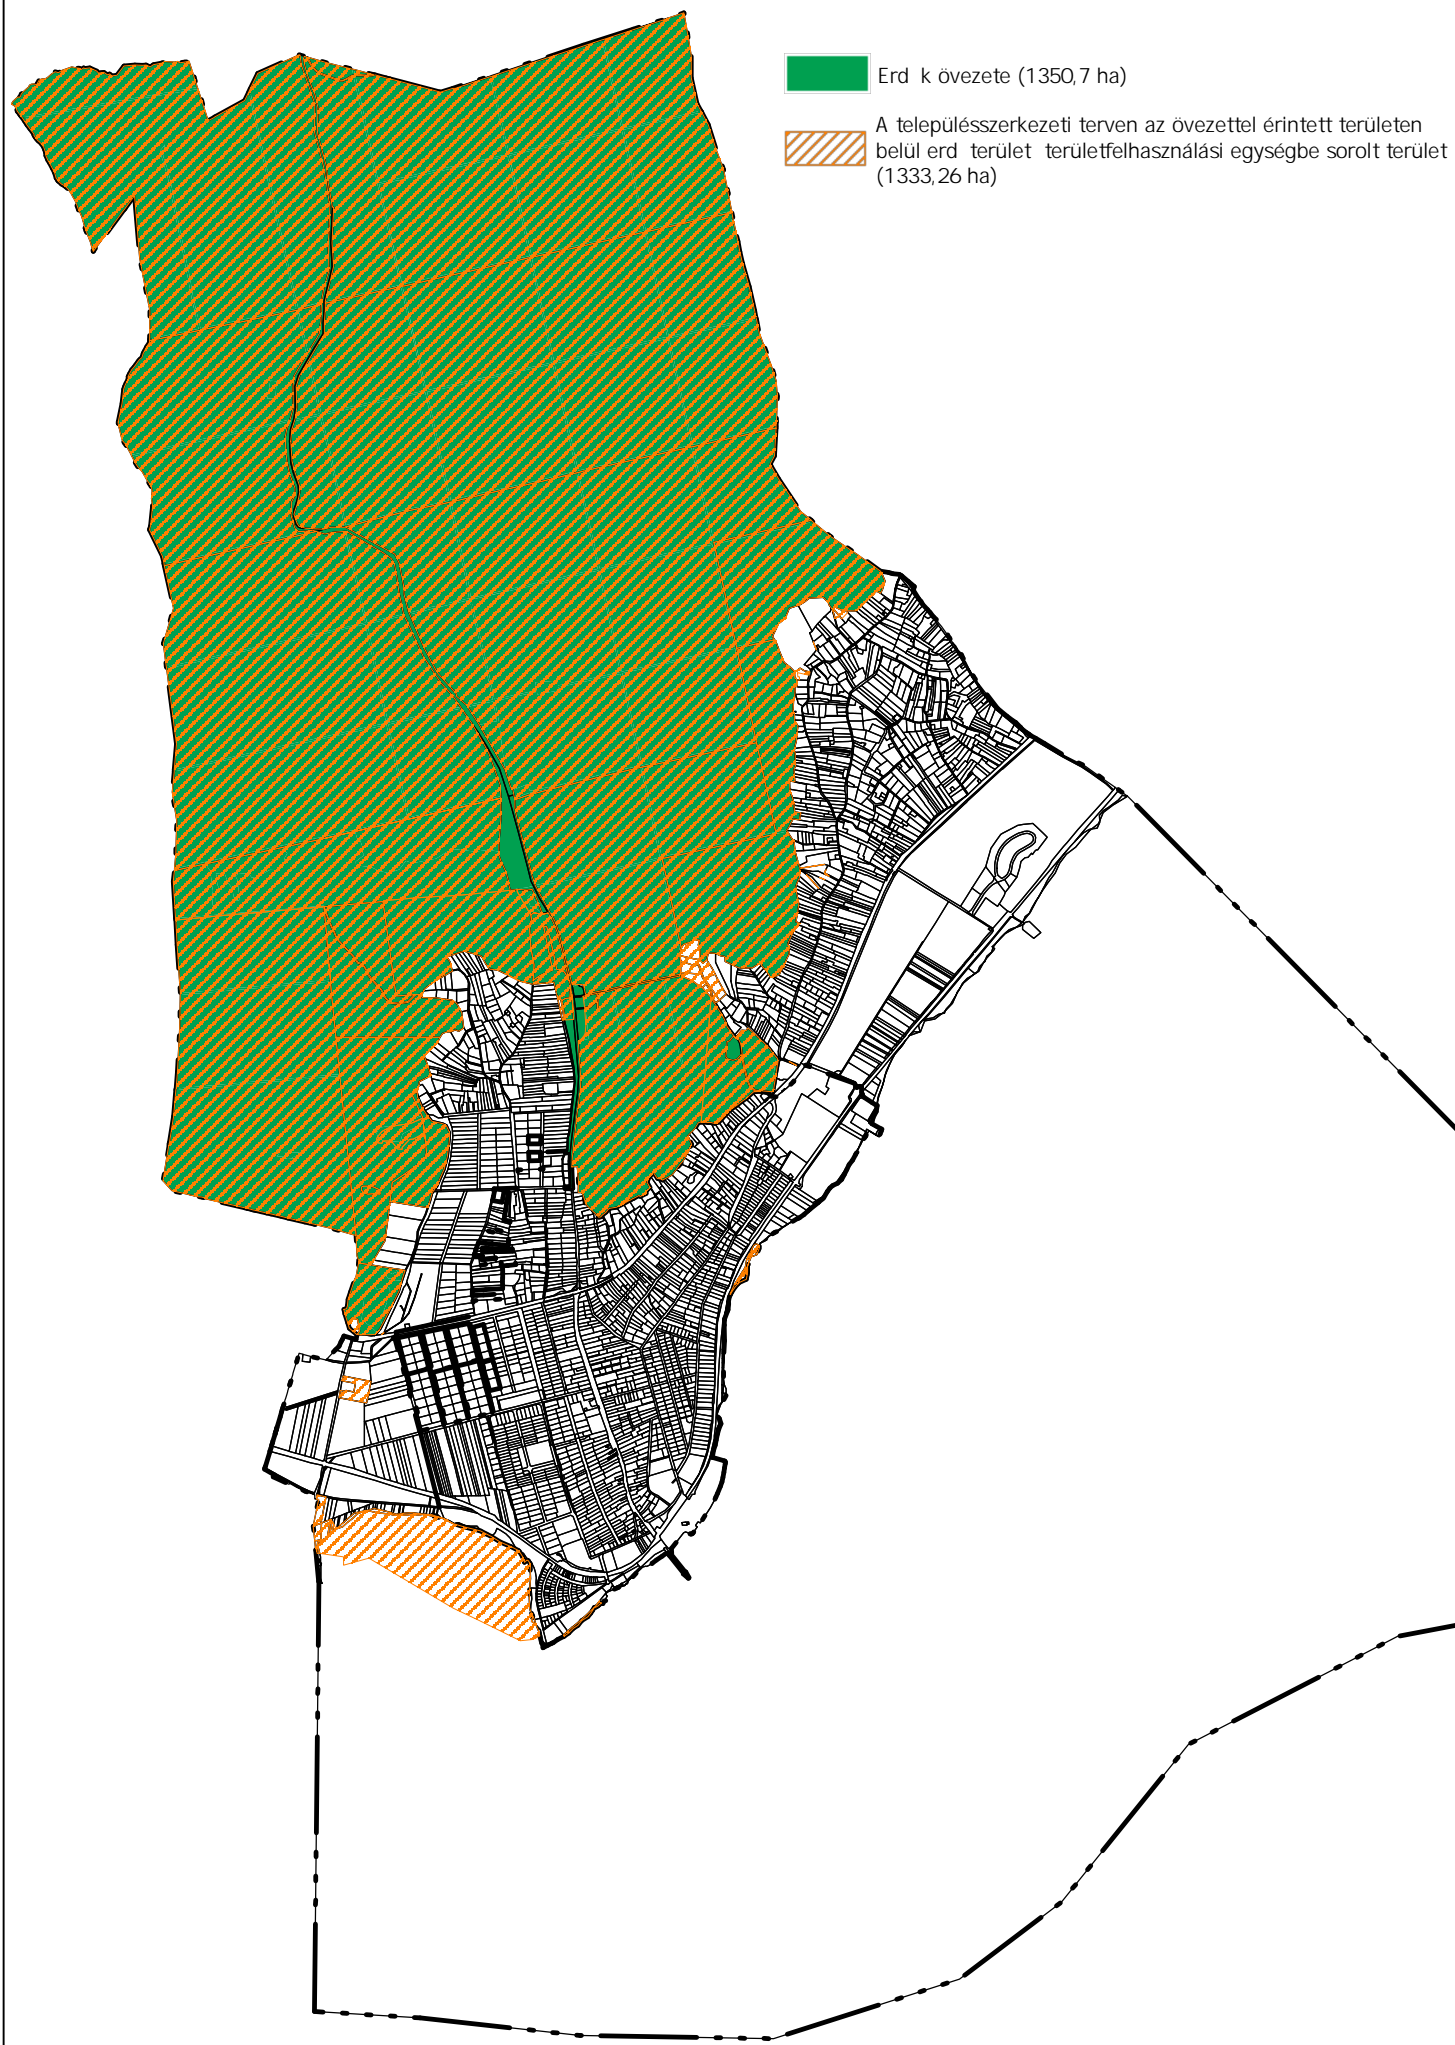 Erd k övezete (1350,7 ha)
A településszerkezeti terven az övezettel érintett területen
belül erd terület területfelhasználási egységbe sorolt terület
(1333,26 ha)